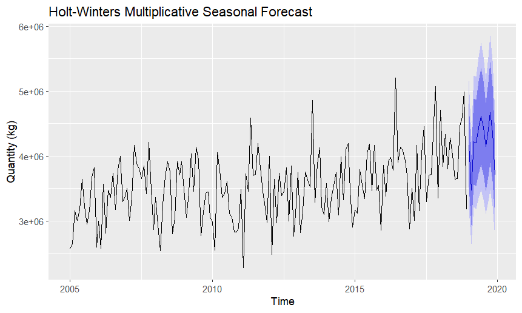 Holt-Winters Multiplicative Seasonal Forecast
6e+06
5e+06
4e+06
3e+06
Quantity (kg)
2005
2010
2015
2020
Time